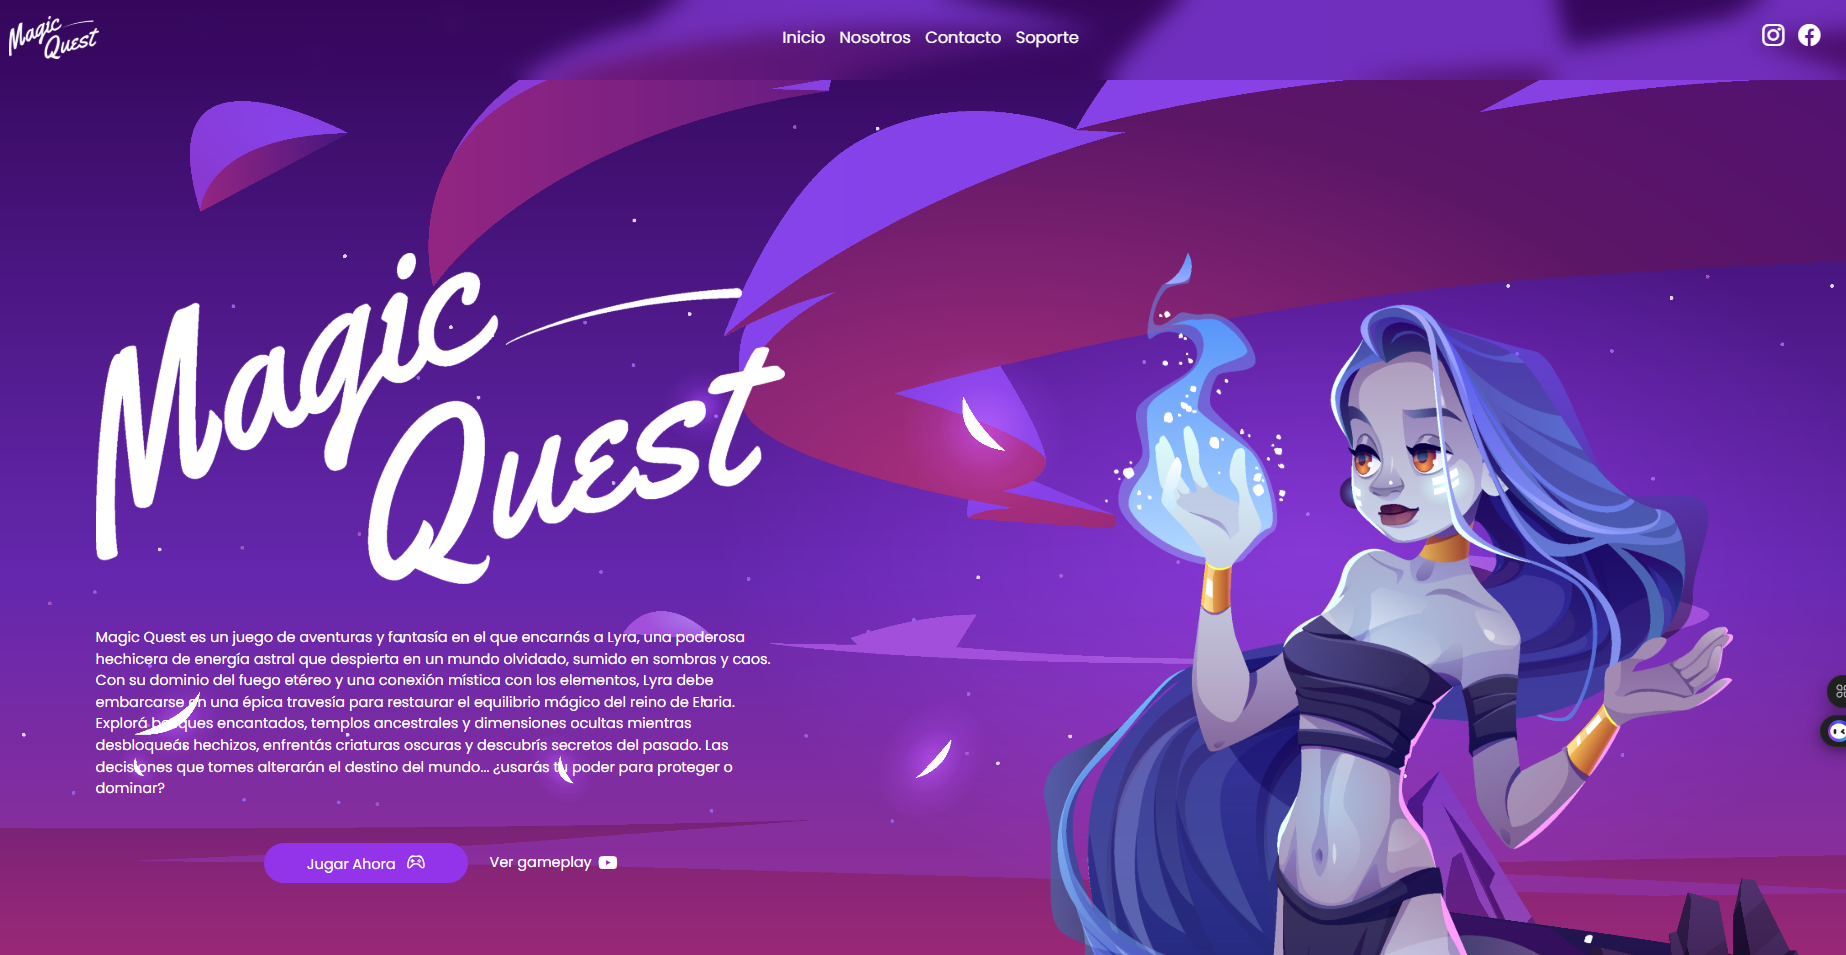 Magic
Quest
Inicio Nosotros Contacto Soporte
Magic
Quest
Magic Quest es un juego de aventuras y fantasía en el que encarnás a Lyra, una poderosa
hechicera de energía astral que despierta en un mundo olvidado, sumido en sombras y caos.
Con su dominio del fuego etéreo y una conexión mística con los elementos, Lyra debe
embarcarse en una épica travesía para restaurar el equilibrio mágico del reino de Elaria.
Explorá bosques encantados, templos ancestrales y dimensiones ocultas mientras
desbloqueás hechizos, enfrentás criaturas oscuras y descubrís secretos del pasado. Las
decisiones que tomes alterarán el destino del mundo... ¿usarás tu poder para proteger o
dominar?
Jugar Ahora
Ver gameplay